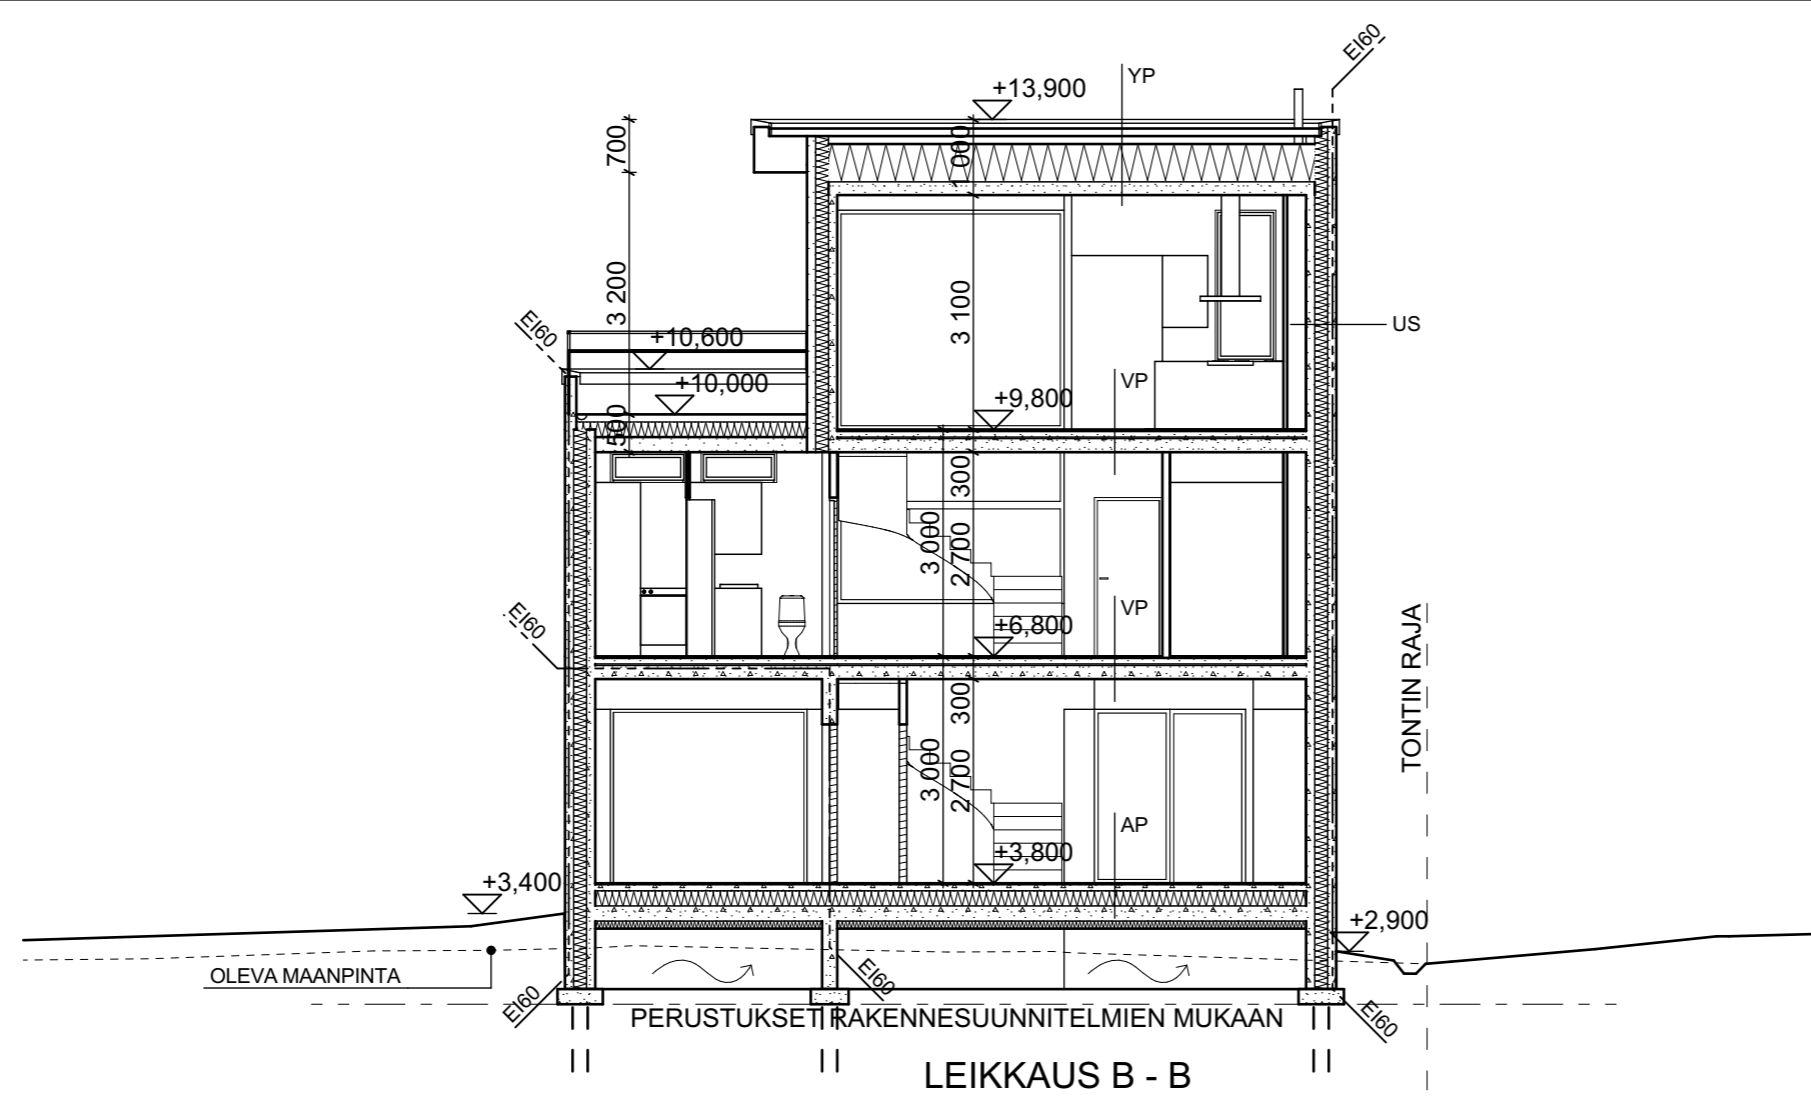 EI60
YP
+13,900
700
1 000
3 200
3 100
EI60
+10,600
US
+10,000
VP
+9,800
500
300
3 000
2 700
EI60
VP
+6,800
TONTIN RAJA
300
3 000
2 700
AP
+3,800
+3,400
+2,900
OLEVA MAANPINTA
EI60
EI60
EI60
PERUSTUKSET RAKENNESUUNNITELMIEN MUKAAN
LEIKKAUS B - B